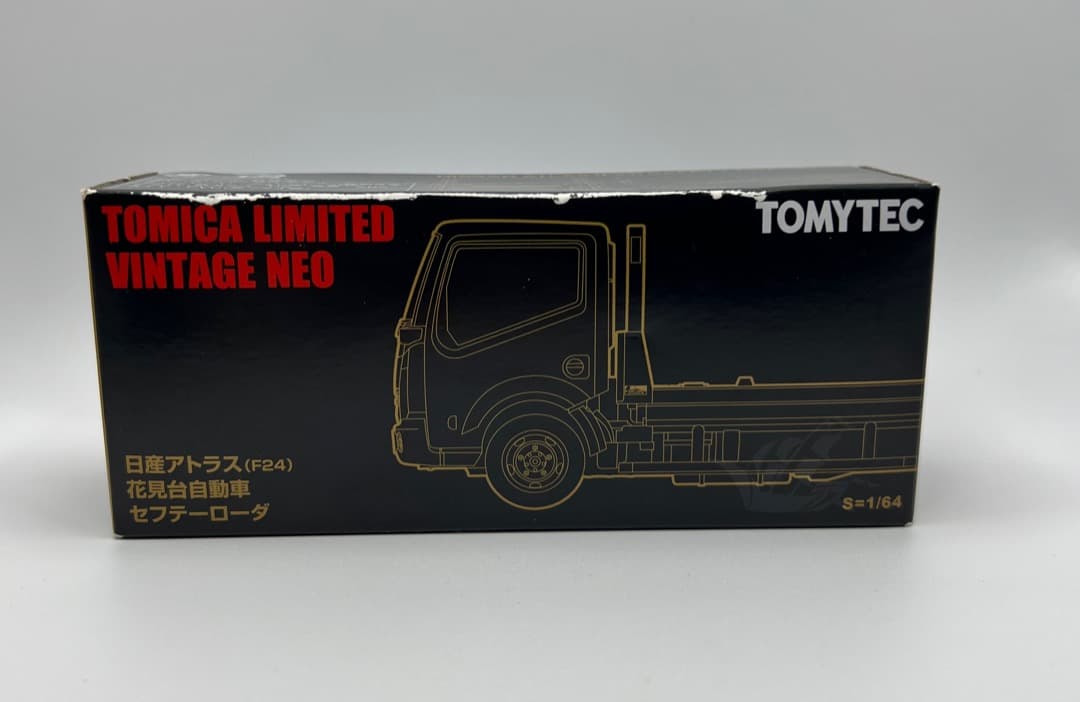 TOMICA LIMITED
VINTAGE NEO
TOMYTEC
日産アトラス(F24)
花見台自動車
セフテーローダ
S=1/64